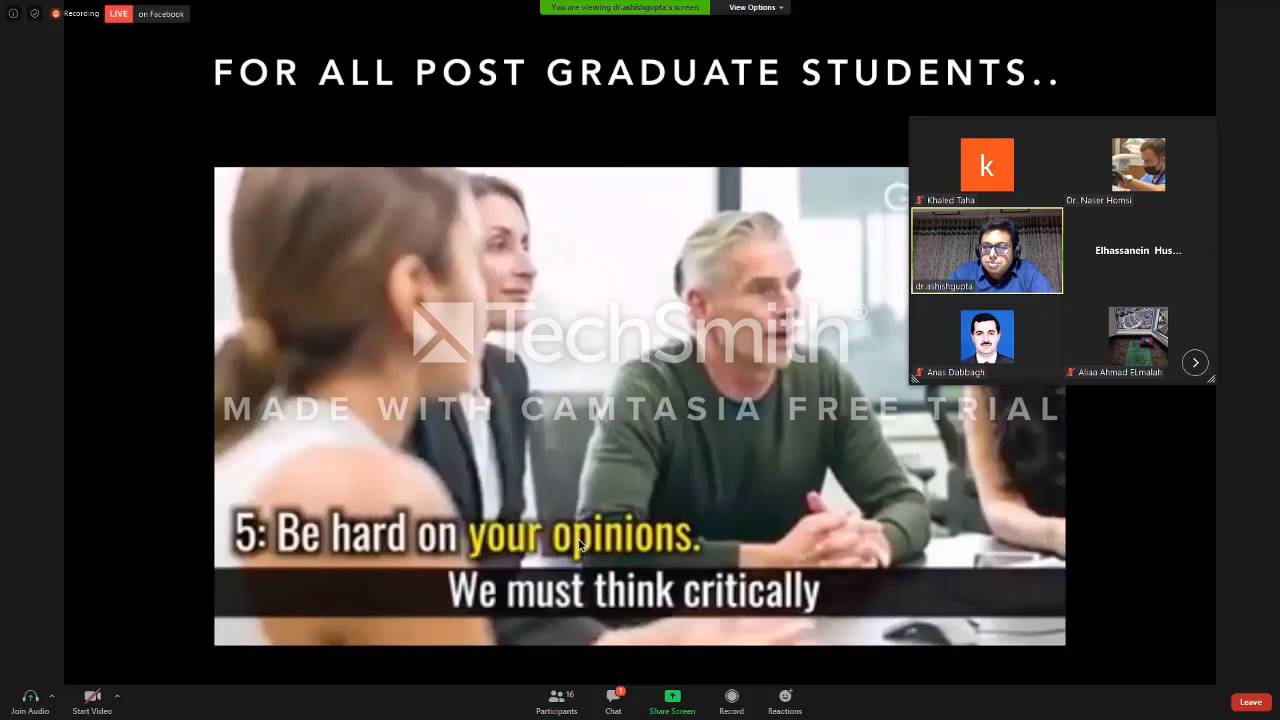 Recording
LIVE
on Facebook
You are viewing dr.ashishgupta's screen
View Options
FOR ALL POST GRADUATE STUDENTS..
k
Khaled Taha
Dr. Naser Homsi
dr.ashishgupta
Elhassanein Hus...
Anas Dabbagh
Aliaa Ahmad ELmalah
TechSmith®
MADE WITH CAMTASIA FREE TRIAL
5: Be hard on your opinions.
We must think critically
Join Audio
Start Video
16
Participants
1
Chat
Share Screen
Record
Reactions
Leave